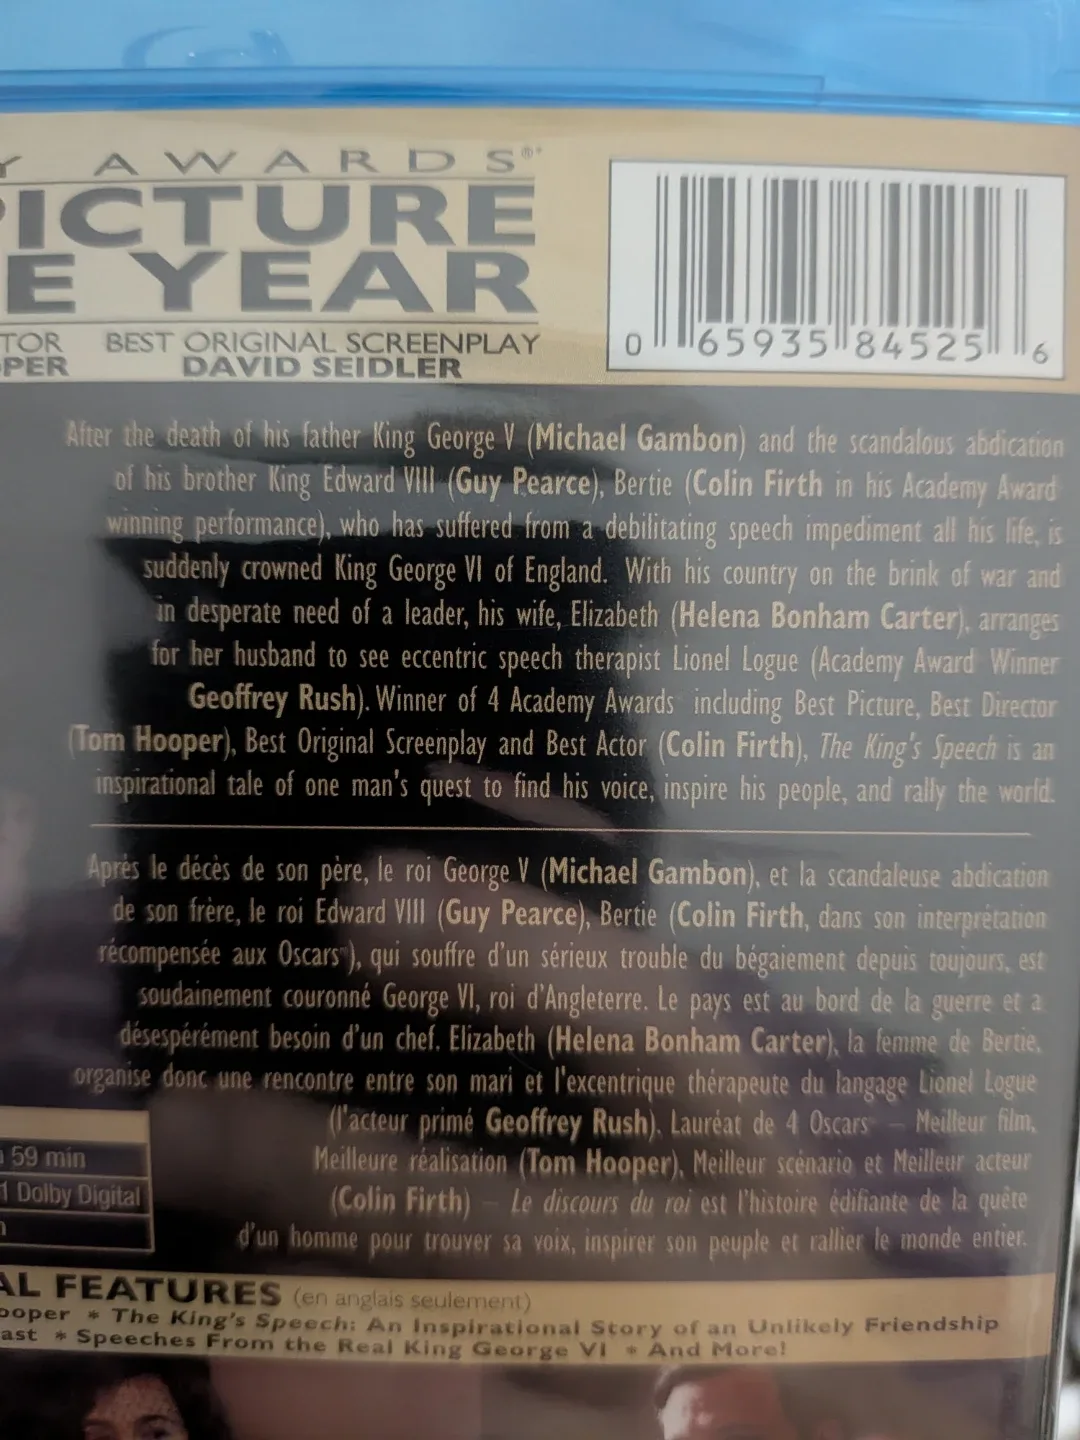 AWARDS®
PICTURE
E YEAR
TOR BEST ORIGINAL SCREENPLAY
PER DAVID SEIDLER
0 65935 84525 6
After the death of his father King George V (Michael Gambon) and the scandalous abdication
of his brother King Edward VIII (Guy Pearce), Bertie (Colin Firth in his Academy Award
winning performance), who has suffered from a debilitating speech impediment all his life, is
suddenly crowned King George VI of England. With his country on the brink of war and
in desperate need of a leader, his wife, Elizabeth (Helena Bonham Carter), arranges
for her husband to see eccentric speech therapist Lionel Logue (Academy Award Winner
Geoffrey Rush). Winner of 4 Academy Awards including Best Picture, Best Director
(Tom Hooper), Best Original Screenplay and Best Actor (Colin Firth), The King's Speech is an
inspirational tale of one man's quest to find his voice, inspire his people, and rally the world.
Après le décès de son père, le roi George V (Michael Gambon), et la scandaleuse abdication
de son frère, le roi Edward VIII (Guy Pearce), Bertie (Colin Firth, dans son interprétation
récompensée aux Oscars), qui souffre d'un sérieux trouble du bégaiement depuis toujours, est
soudainement couronné George VI, roi d'Angleterre. Le pays est au bord de la guerre et a
désespérément besoin d'un chef. Elizabeth (Helena Bonham Carter), la femme de Bertie,
organise donc une rencontre entre son mari et l'excentrique thérapeute du langage Lionel Logue
(l'acteur primé Geoffrey Rush). Lauréat de 4 Oscars – Meilleur film,
Meilleure réalisation (Tom Hooper), Meilleur scénario et Meilleur acteur
(Colin Firth) – Le discours du roi est l'histoire édifiante de la quête
d'un homme pour trouver sa voix, inspirer son peuple et rallier le monde entier.
59 min
1 Dolby Digital
AL FEATURES (en anglais seulement)
ooper * The King's Speech: An Inspirational Story of an Unlikely Friendship
ast * Speeches From the Real King George VI * And More!